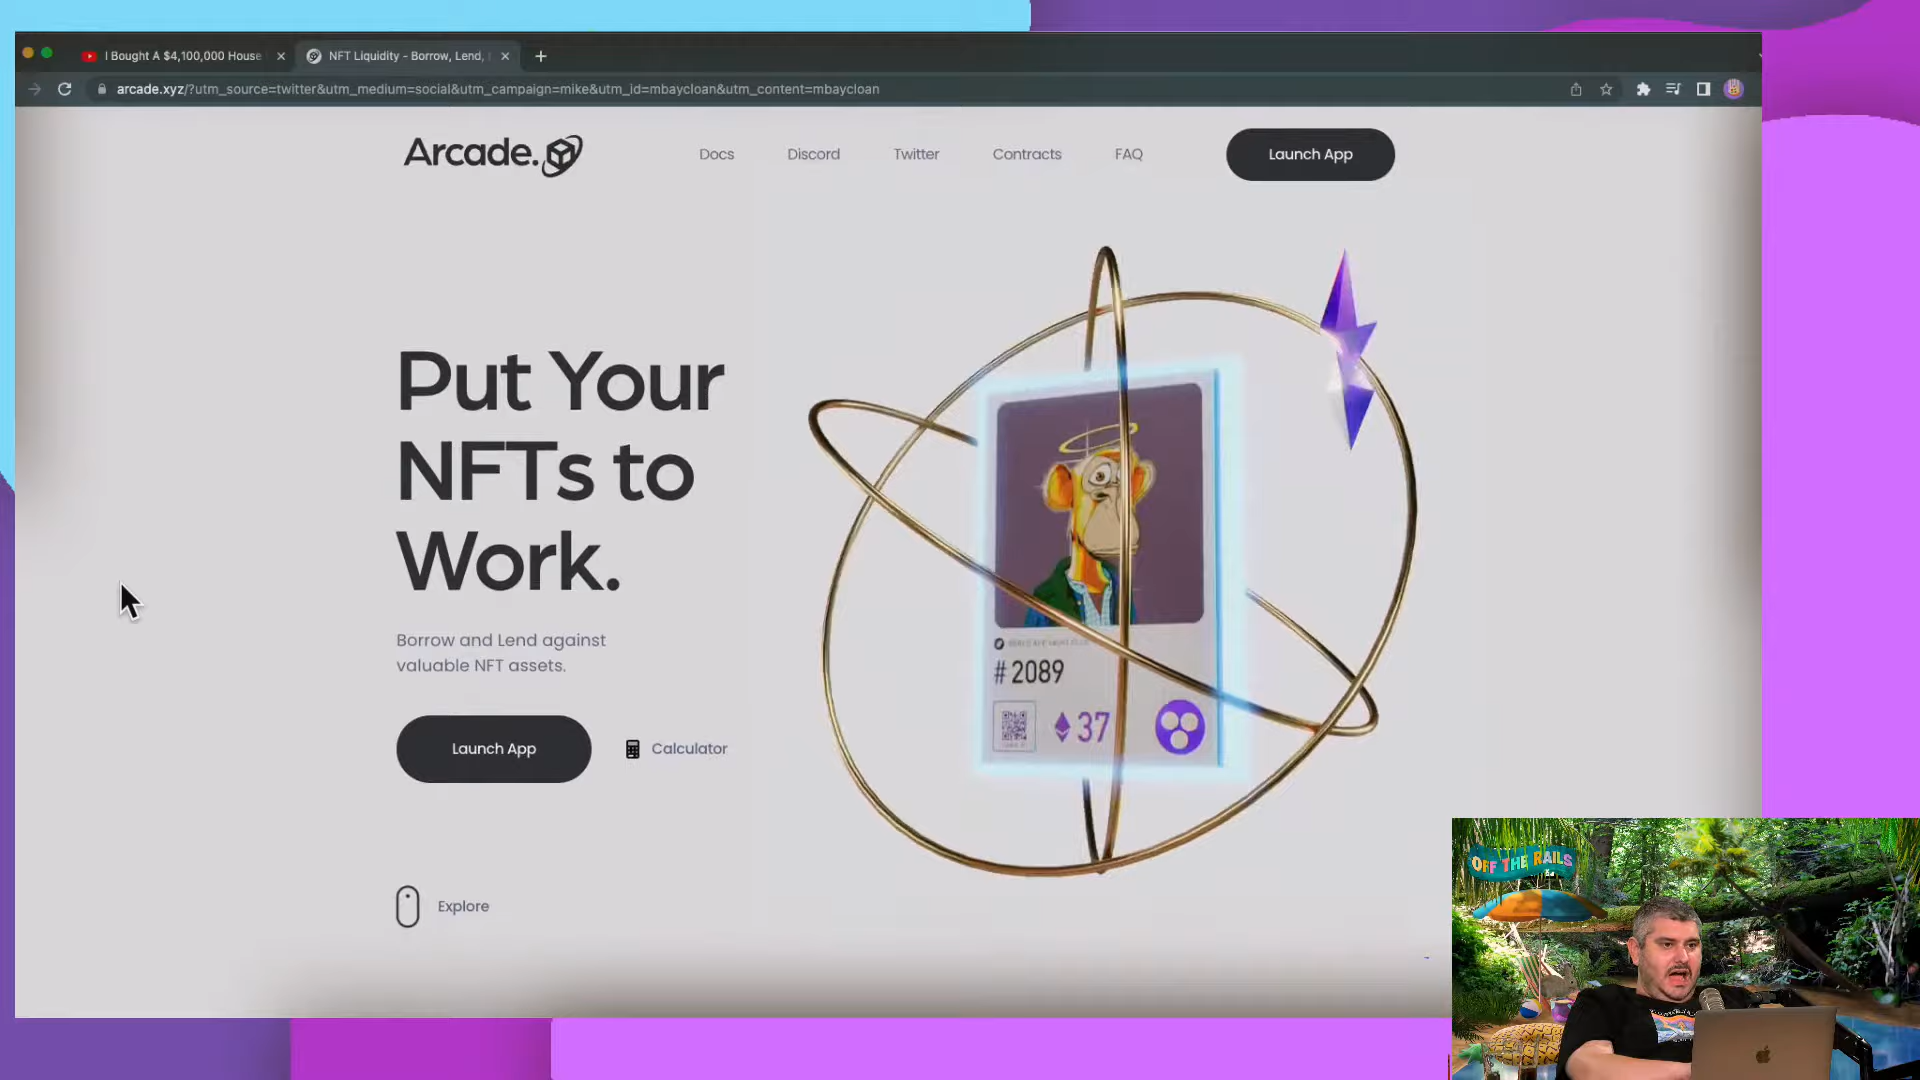 I Bought A $4,100,000 House
NFT Liquidity - Borrow, Lend,
arcade.xyz/?utm_source=twitter&utm_medium=social&utm_campaign=mike&utm_id=mbaycloan&utm_content=mbaycloan
Arcade.
Docs
Discord
Twitter
Contracts
FAQ
Launch App
Put Your
NFTs to
Work.
Borrow and Lend against
valuable NFT assets.
Launch App
Calculator
Explore
#2089
37
OFF THE RAILS